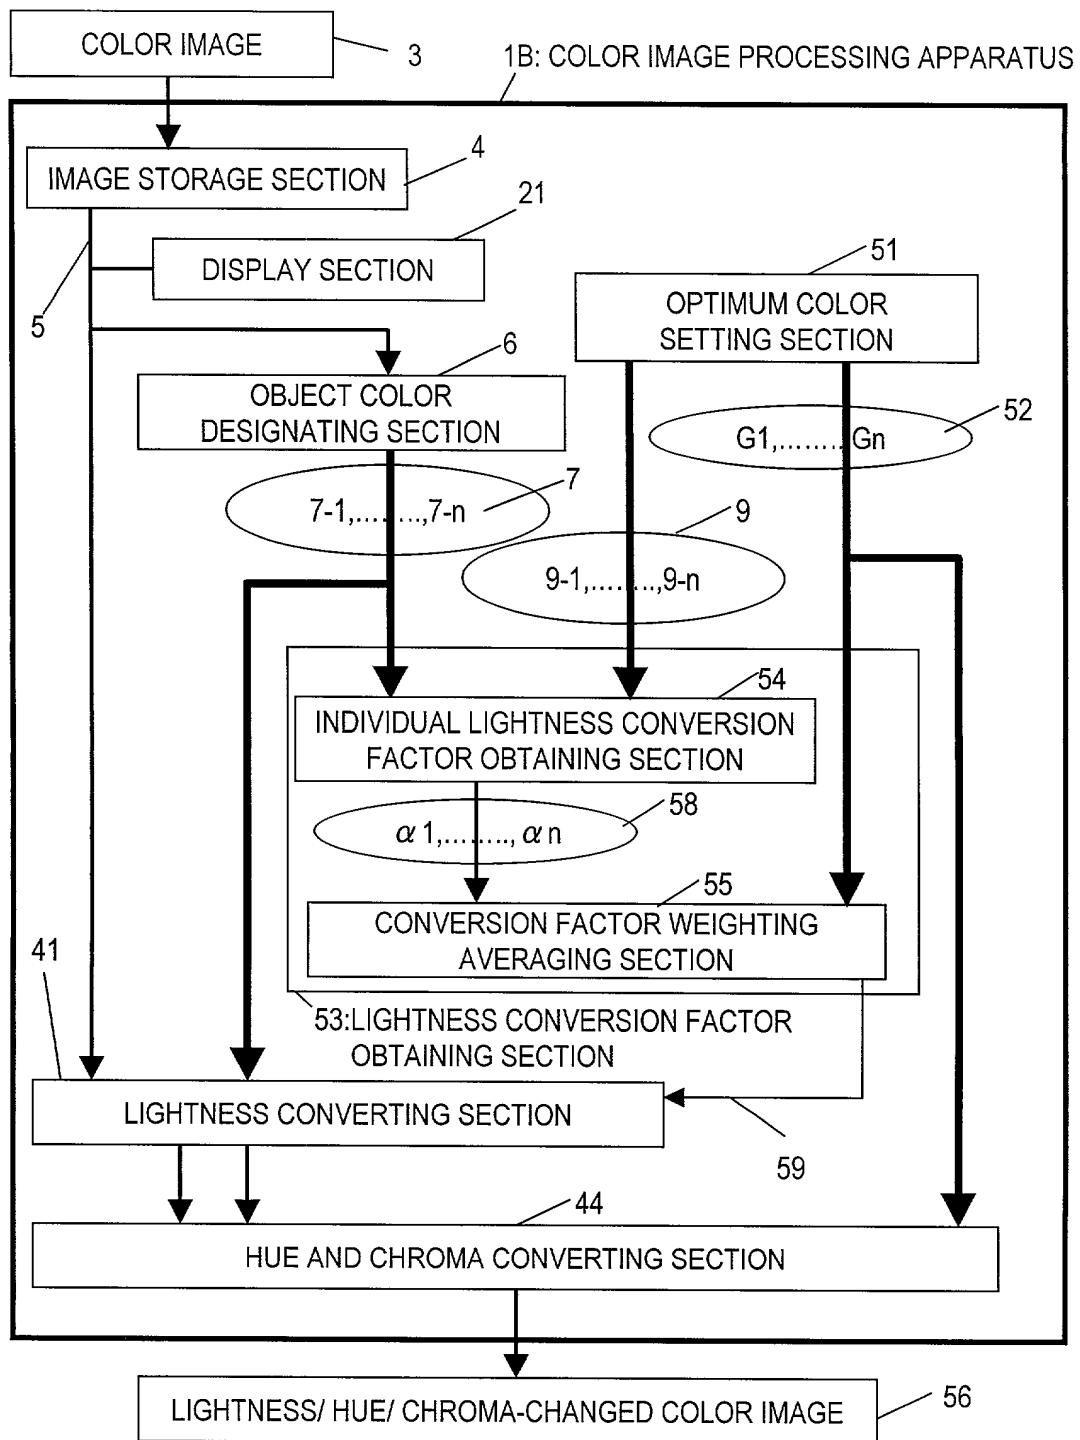 COLOR IMAGE
3
1B: COLOR IMAGE PROCESSING APPARATUS
4
IMAGE STORAGE SECTION
21
DISPLAY SECTION
5
51
OPTIMUM COLOR
SETTING SECTION
6
OBJECT COLOR
DESIGNATING SECTION
52
G1,........Gn
7
7-1,........,7-n
9
9-1,........,9-n
54
INDIVIDUAL LIGHTNESS CONVERSION
FACTOR OBTAINING SECTION
58
α1,........, αn
55
CONVERSION FACTOR WEIGHTING
AVERAGING SECTION
41
53:LIGHTNESS CONVERSION FACTOR
OBTAINING SECTION
LIGHTNESS CONVERTING SECTION
59
44
HUE AND CHROMA CONVERTING SECTION
56
LIGHTNESS/ HUE/ CHROMA-CHANGED COLOR IMAGE